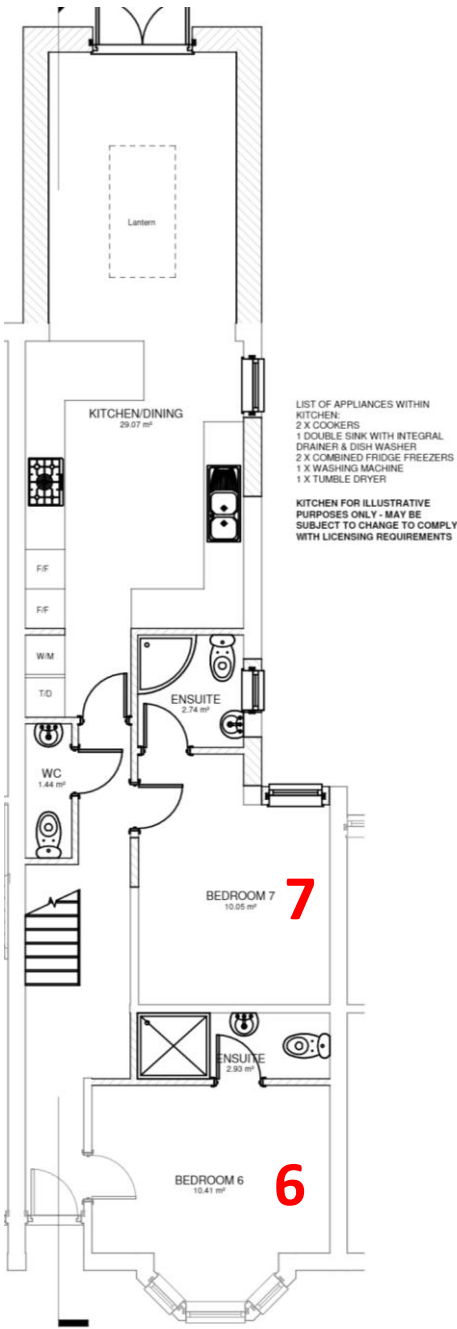 Lantern
KITCHEN/DINING
29.07 m²
LIST OF APPLIANCES WITHIN
KITCHEN:
2 X COOKERS
1 DOUBLE SINK WITH INTEGRAL
DRAINER & DISH WASHER
2 X COMBINED FRIDGE FREEZERS
1 X WASHING MACHINE
1 X TUMBLE DRYER
KITCHEN FOR ILLUSTRATIVE
PURPOSES ONLY - MAY BE
SUBJECT TO CHANGE TO COMPLY
WITH LICENSING REQUIREMENTS
F/F
F/F
W/M
T/D
ENSUITE
2.74 m²
WC
1.44 m²
BEDROOM 7
10.05 m²
7
ENSUITE
2.93 m²
BEDROOM 6
10.41 m²
6